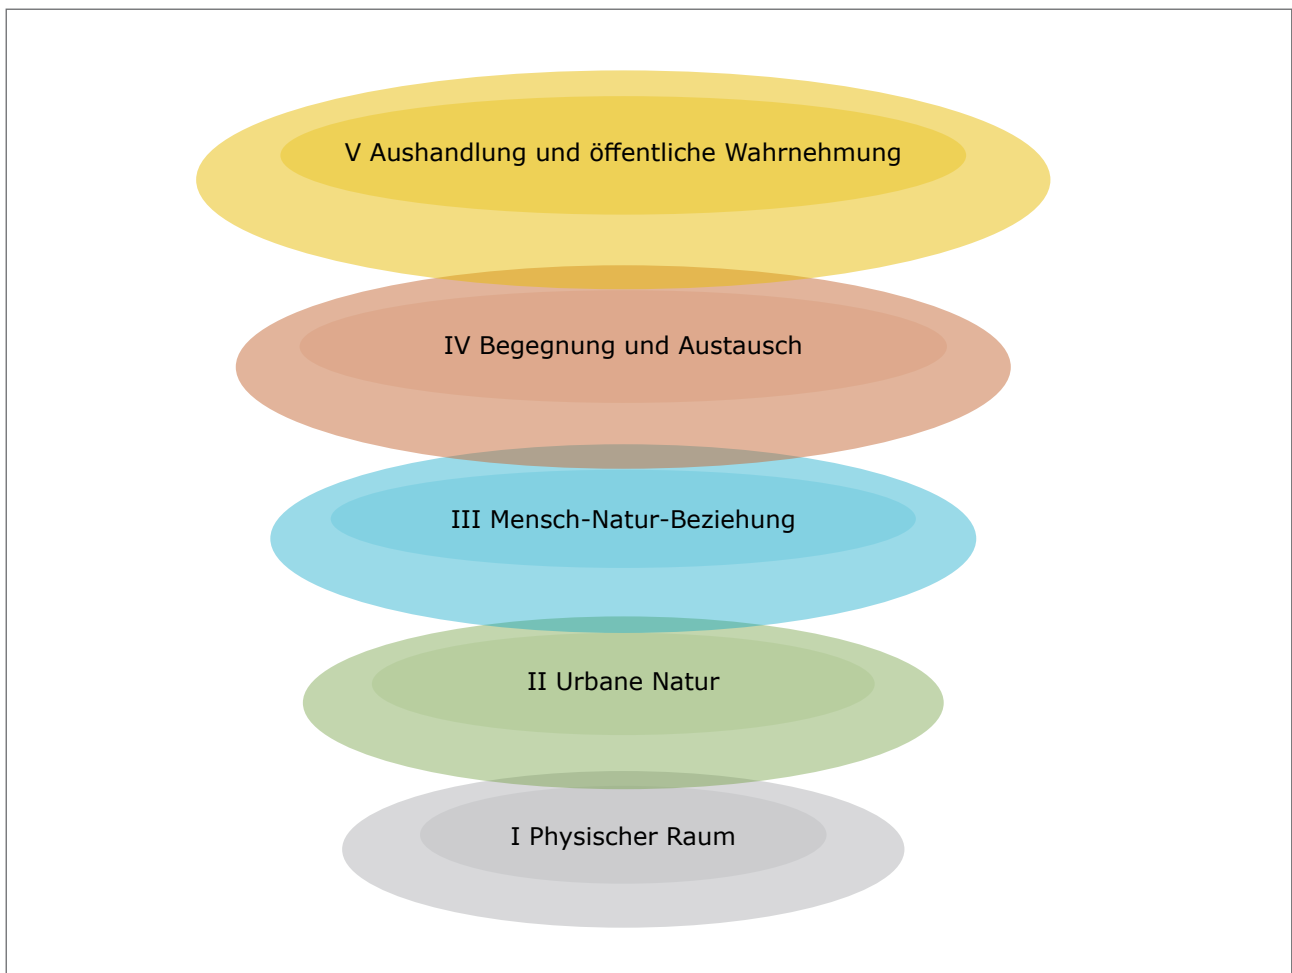 V Aushandlung und öffentliche Wahrnehmung
IV Begegnung und Austausch
III Mensch-Natur-Beziehung
II Urbane Natur
I Physischer Raum